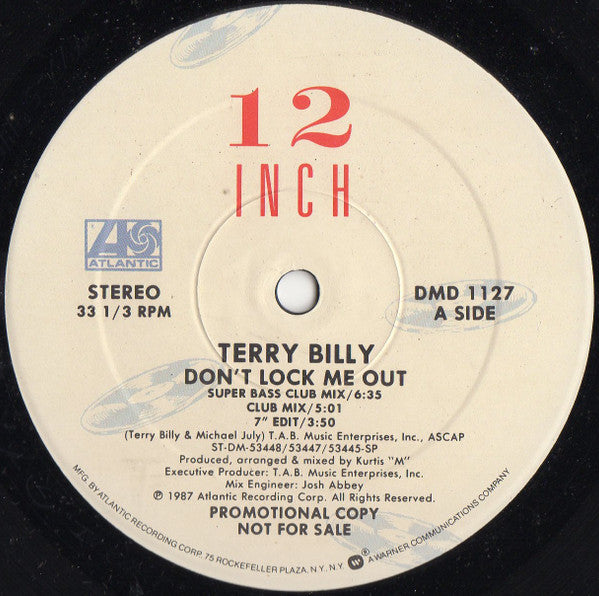 12
INCH
ATLANTIC
STEREO
33 1/3 RPM
DMD 1127
A SIDE
TERRY BILLY
DON'T LOCK ME OUT
SUPER BASS CLUB MIX/6:35
CLUB MIX/5:01
7" EDIT/3:50
(Terry Billy & Michael July) T.A.B. Music Enterprises, Inc., ASCAP
ST-DM-53448/53447/53445-SP
Produced, arranged & mixed by Kurtis "M"
Executive Producer: T.A.B. Music Enterprises, Inc.
Mix Engineer: Josh Abbey
℗ 1987 Atlantic Recording Corp. All Rights Reserved.
PROMOTIONAL COPY
NOT FOR SALE
MFG. BY ATLANTIC RECORDING CORP. 75 ROCKEFELLER PLAZA, N.Y. N.Y. ® A WARNER COMMUNICATIONS COMPANY